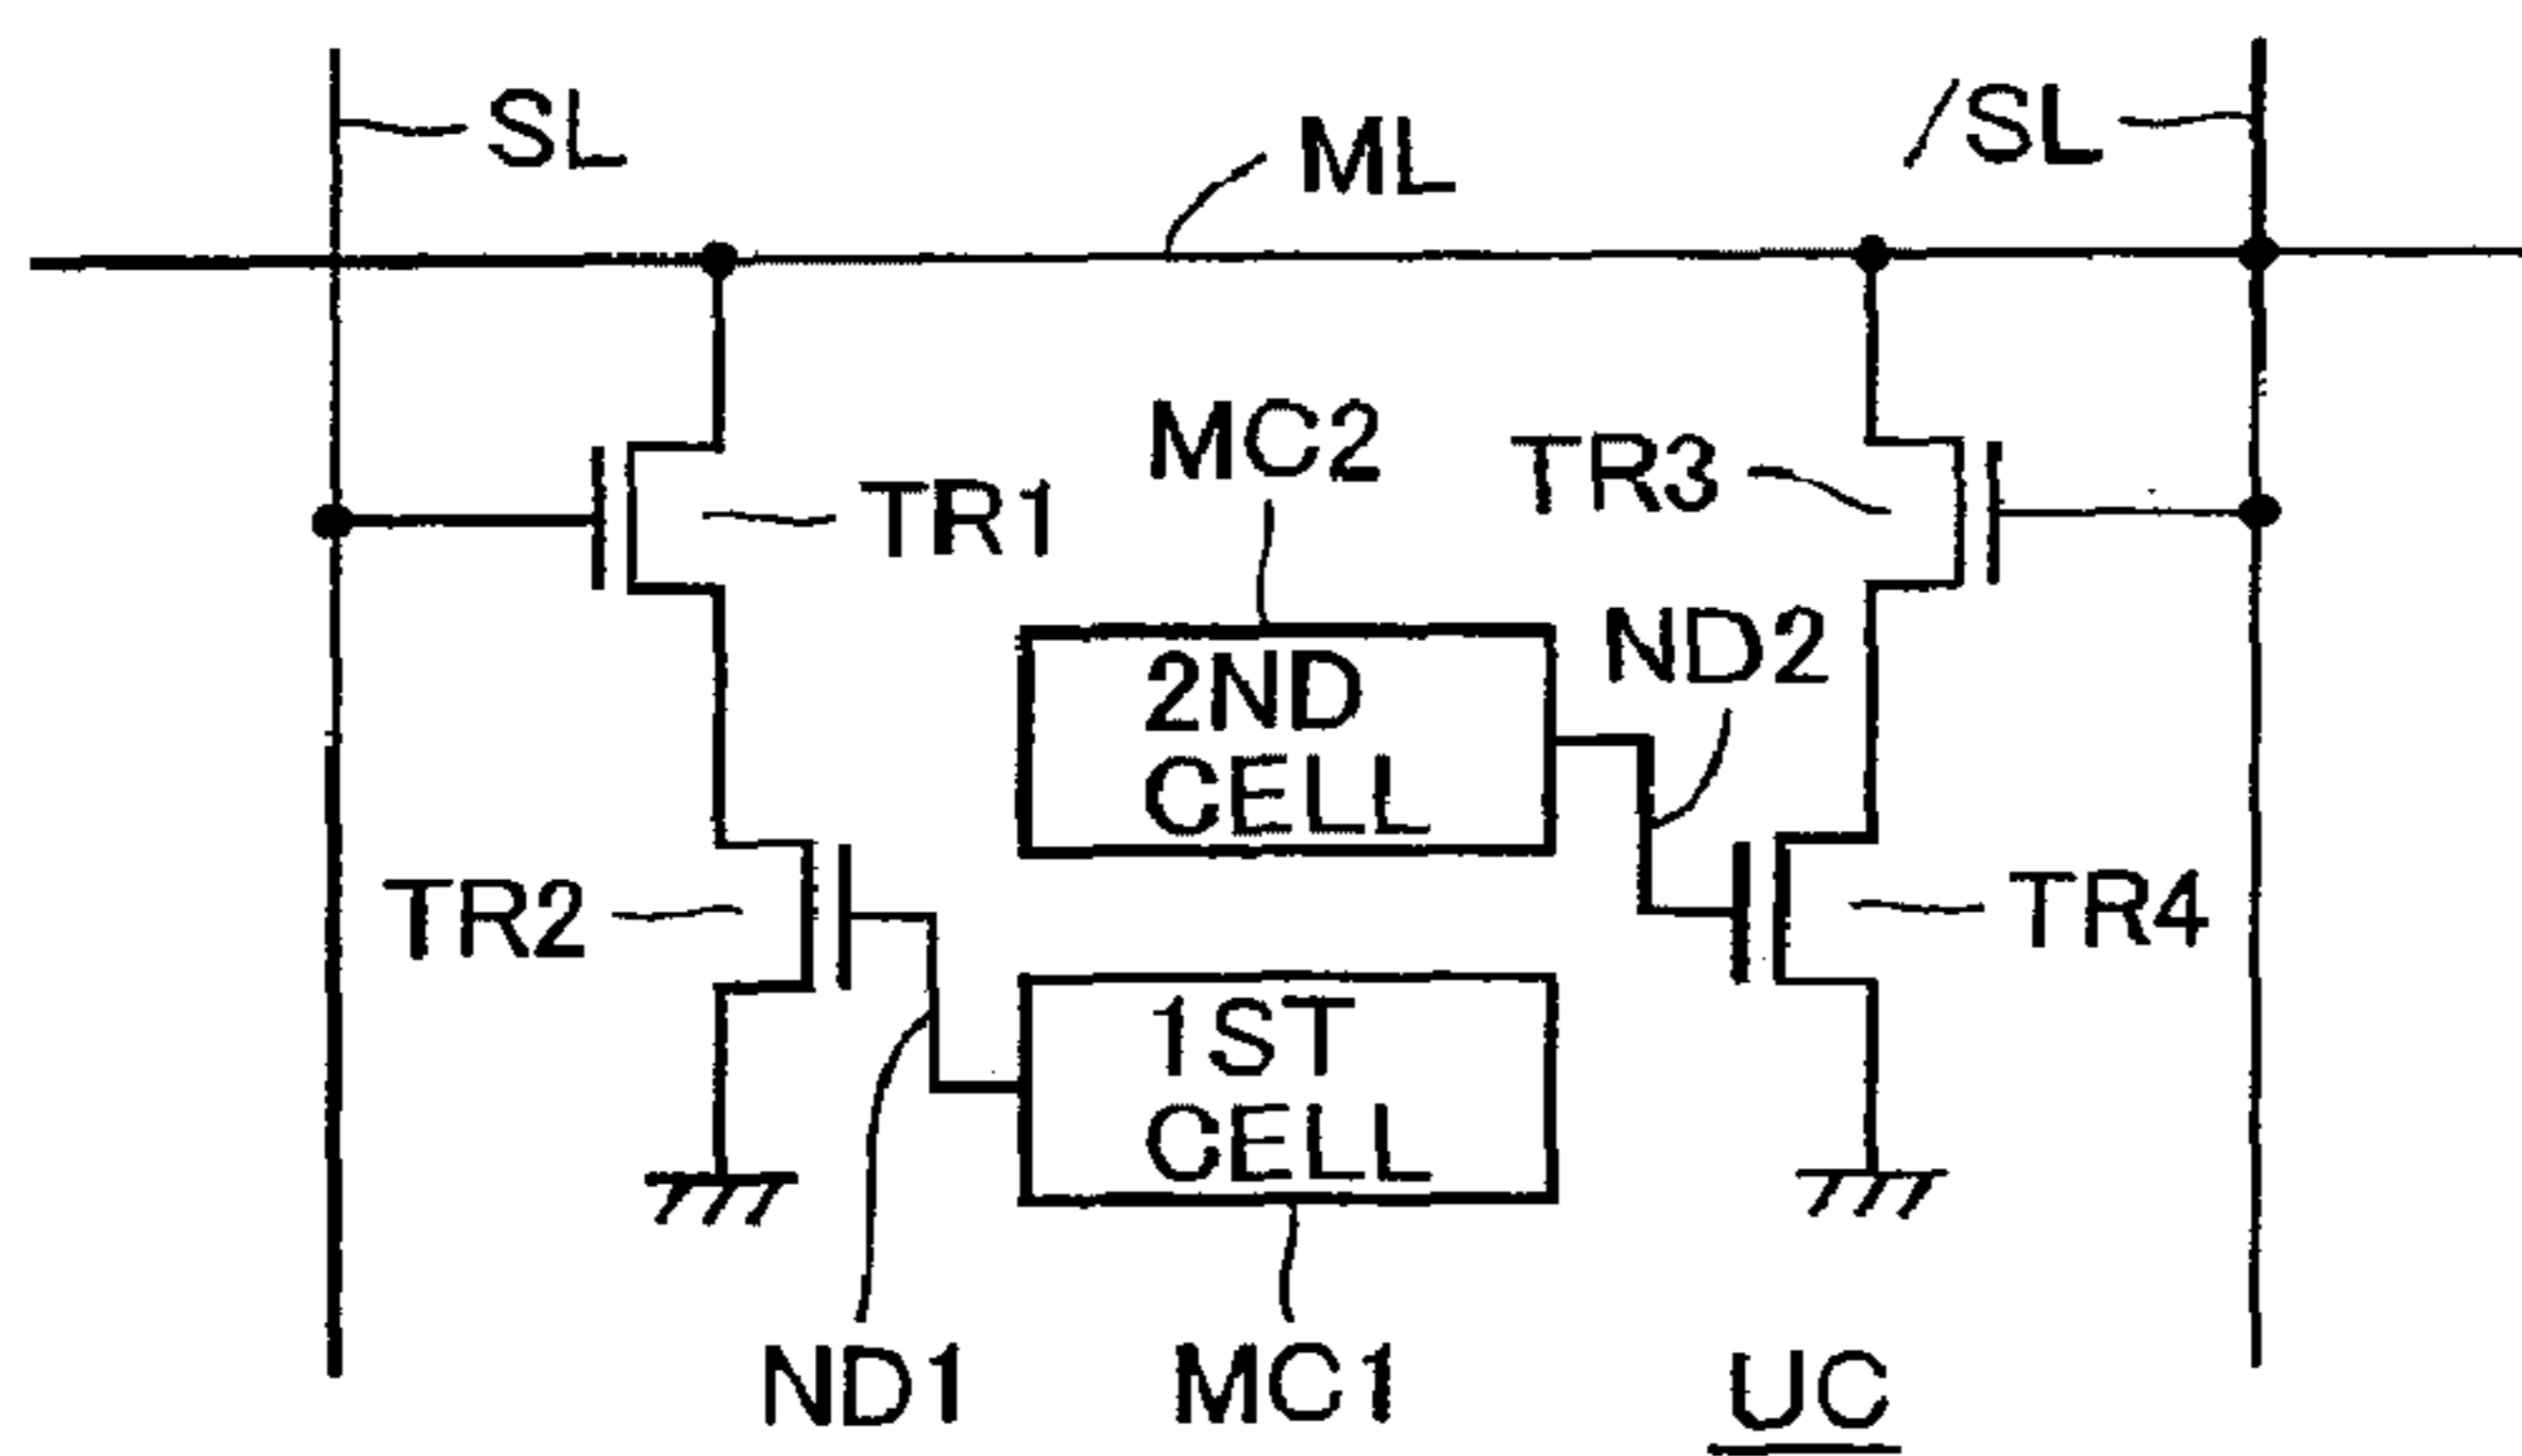 SL
ML
/SL
MC2
TR3
TR1
ND2
2ND
CELL
TR2
TR4
1ST
CELL
ND1
MC1
UC